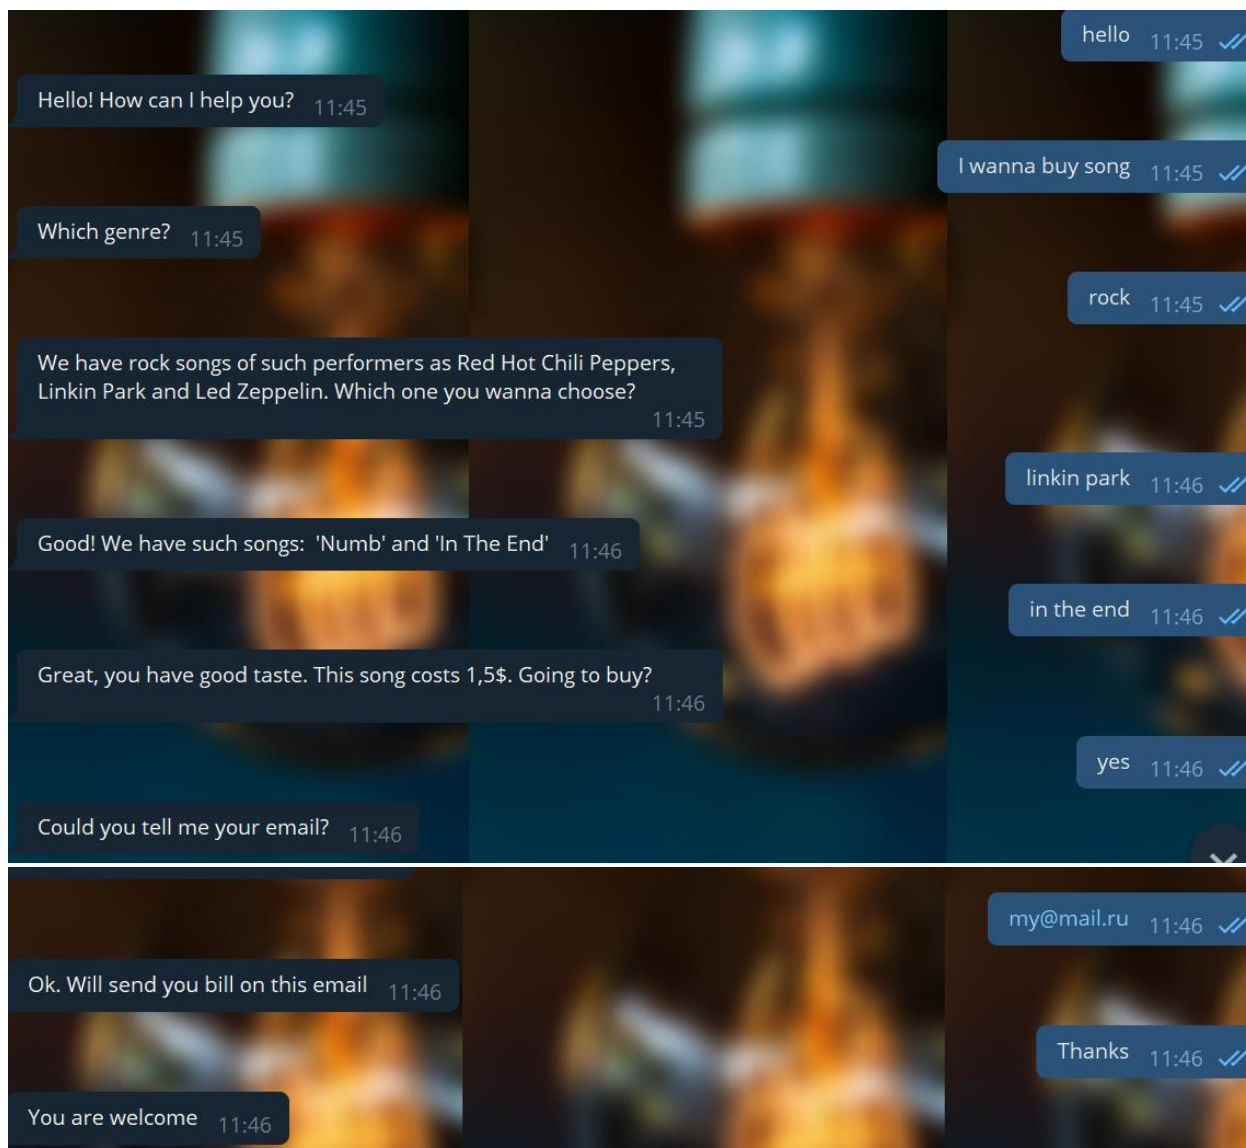 hello 11:45
Hello! How can I help you? 11:45
I wanna buy song 11:45
Which genre? 11:45
rock 11:45
We have rock songs of such performers as Red Hot Chili Peppers,
Linkin Park and Led Zeppelin. Which one you wanna choose?
11:45
linkin park 11:46
Good! We have such songs:  'Numb' and 'In The End' 11:46
in the end 11:46
Great, you have good taste. This song costs 1,5$. Going to buy?
11:46
yes 11:46
Could you tell me your email? 11:46
my@mail.ru 11:46
Ok. Will send you bill on this email 11:46
Thanks 11:46
You are welcome 11:46